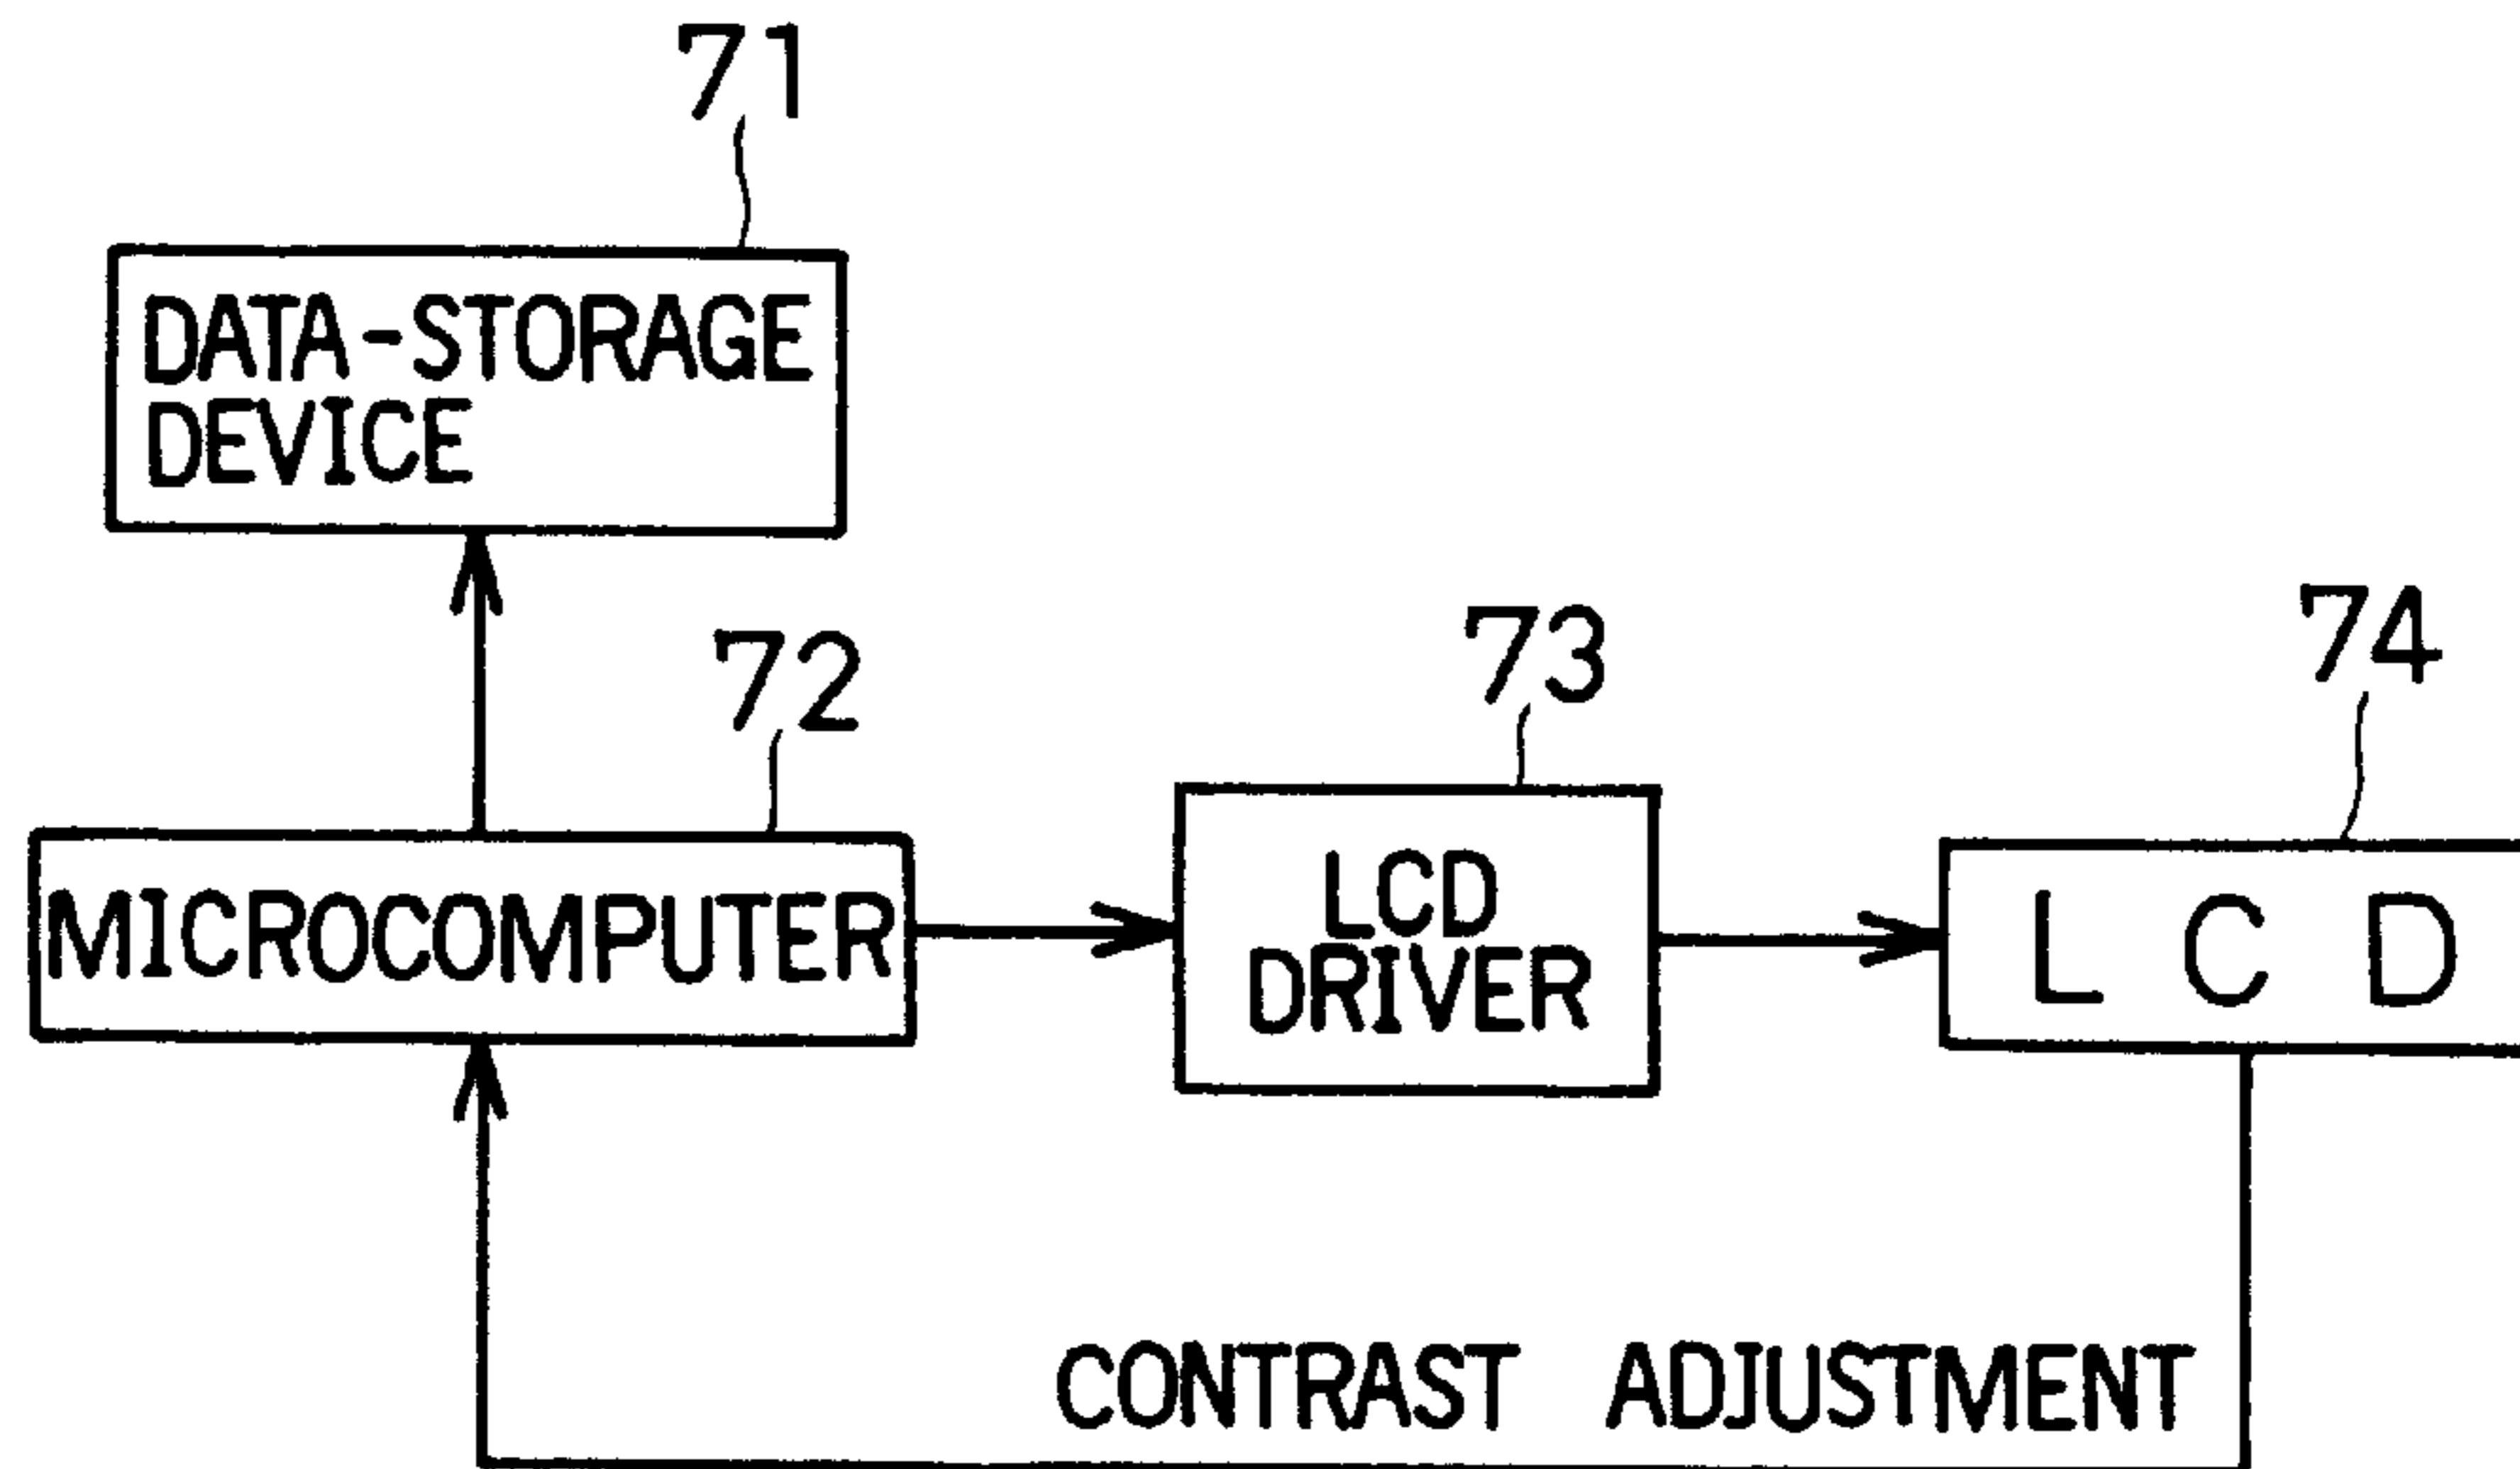 71
DATA-STORAGE
DEVICE
72
MICROCOMPUTER
73
LCD
DRIVER
74
L C D
CONTRAST ADJUSTMENT